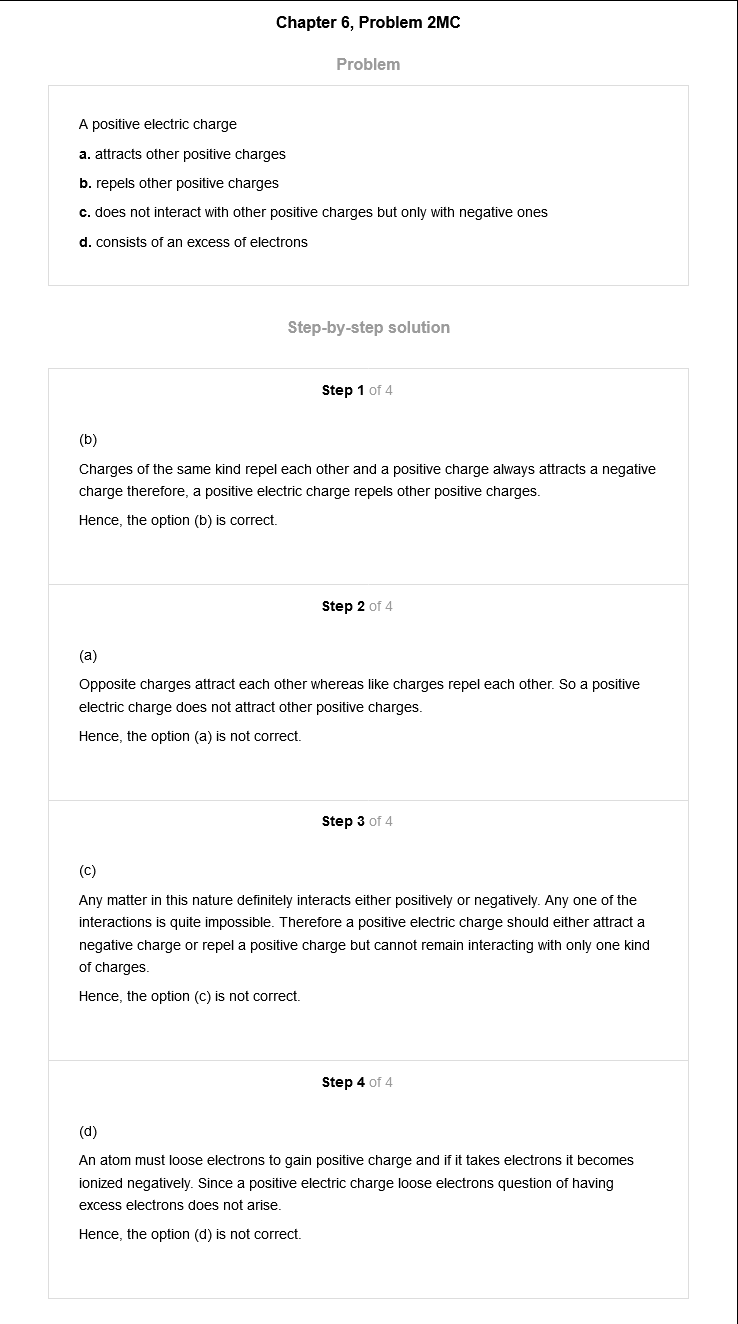 Chapter 6, Problem 2MC
Problem
A positive electric charge
a. attracts other positive charges
b. repels other positive charges
c. does not interact with other positive charges but only with negative ones
d. consists of an excess of electrons
Step-by-step solution
Step 1 of 4
(b)
Charges of the same kind repel each other and a positive charge always attracts a negative
charge therefore, a positive electric charge repels other positive charges.
Hence, the option (b) is correct.
Step 2 of 4
(a)
Opposite charges attract each other whereas like charges repel each other. So a positive
electric charge does not attract other positive charges.
Hence, the option (a) is not correct.
Step 3 of 4
(c)
Any matter in this nature definitely interacts either positively or negatively. Any one of the
interactions is quite impossible. Therefore a positive electric charge should either attract a
negative charge or repel a positive charge but cannot remain interacting with only one kind
of charges.
Hence, the option (c) is not correct.
Step 4 of 4
(d)
An atom must loose electrons to gain positive charge and if it takes electrons it becomes
ionized negatively. Since a positive electric charge loose electrons question of having
excess electrons does not arise.
Hence, the option (d) is not correct.